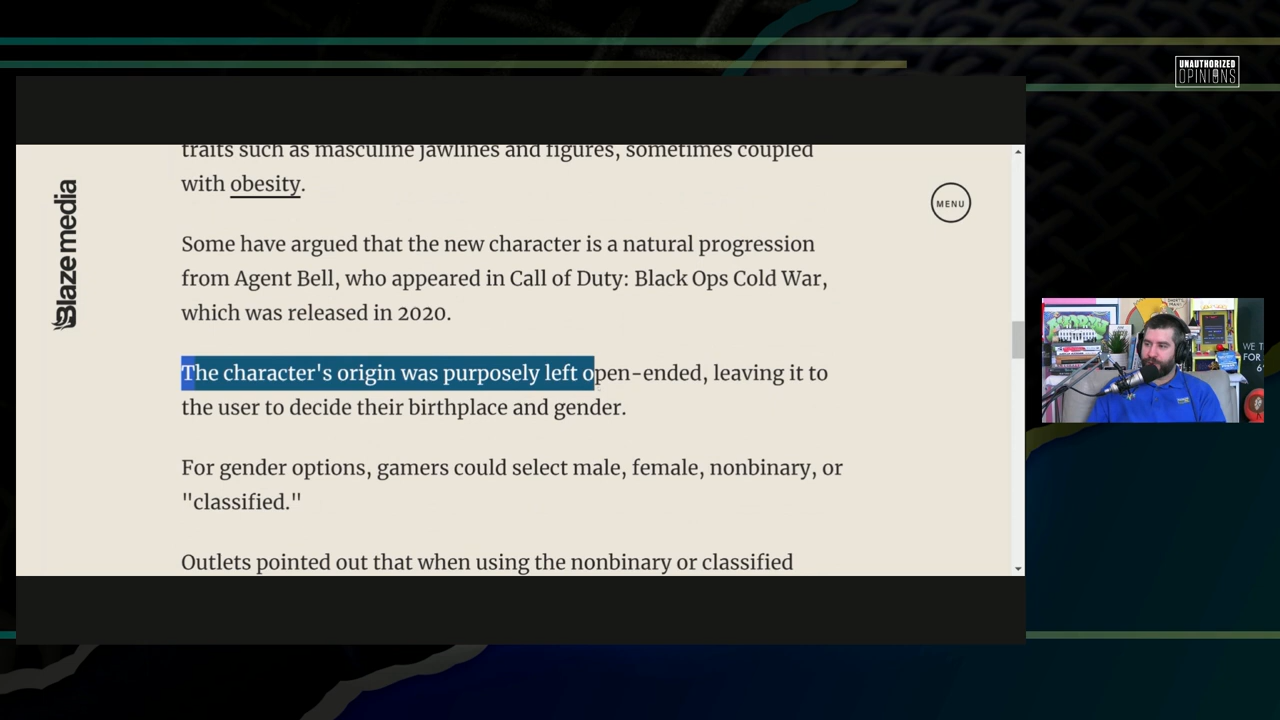 UNAUTHORIZED
OPINIONS
Blaze media
MENU
traits such as masculine jawlines and figures, sometimes coupled
with obesity.
Some have argued that the new character is a natural progression
from Agent Bell, who appeared in Call of Duty: Black Ops Cold War,
which was released in 2020.
The character's origin was purposely left open-ended, leaving it to
the user to decide their birthplace and gender.
For gender options, gamers could select male, female, nonbinary, or
"classified."
Outlets pointed out that when using the nonbinary or classified
WE T
FOR